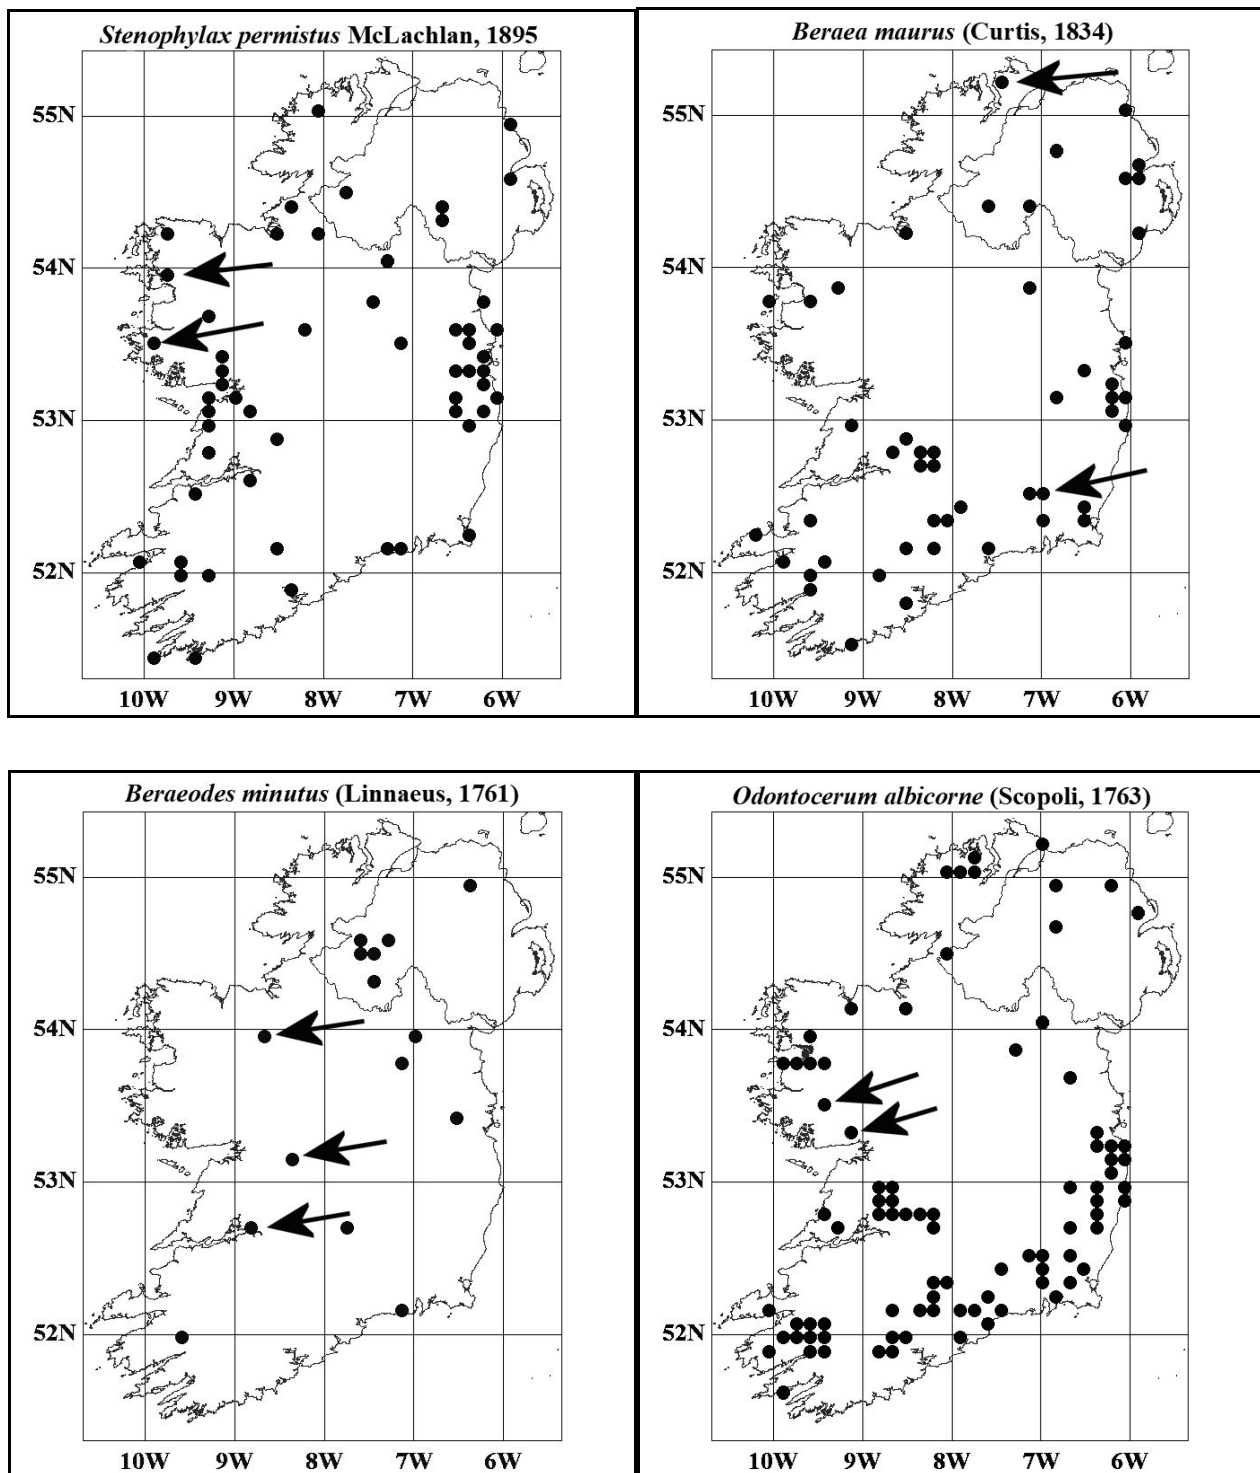 Stenophylax permistus McLachlan, 1895
55N
54N
53N
52N
10W 9W 8W 7W 6W
Beraea maurus (Curtis, 1834)
55N
54N
53N
52N
10W 9W 8W 7W 6W
Beraeodes minutus (Linnaeus, 1761)
55N
54N
53N
52N
10W 9W 8W 7W 6W
Odontocerum albicorne (Scopoli, 1763)
55N
54N
53N
52N
10W 9W 8W 7W 6W